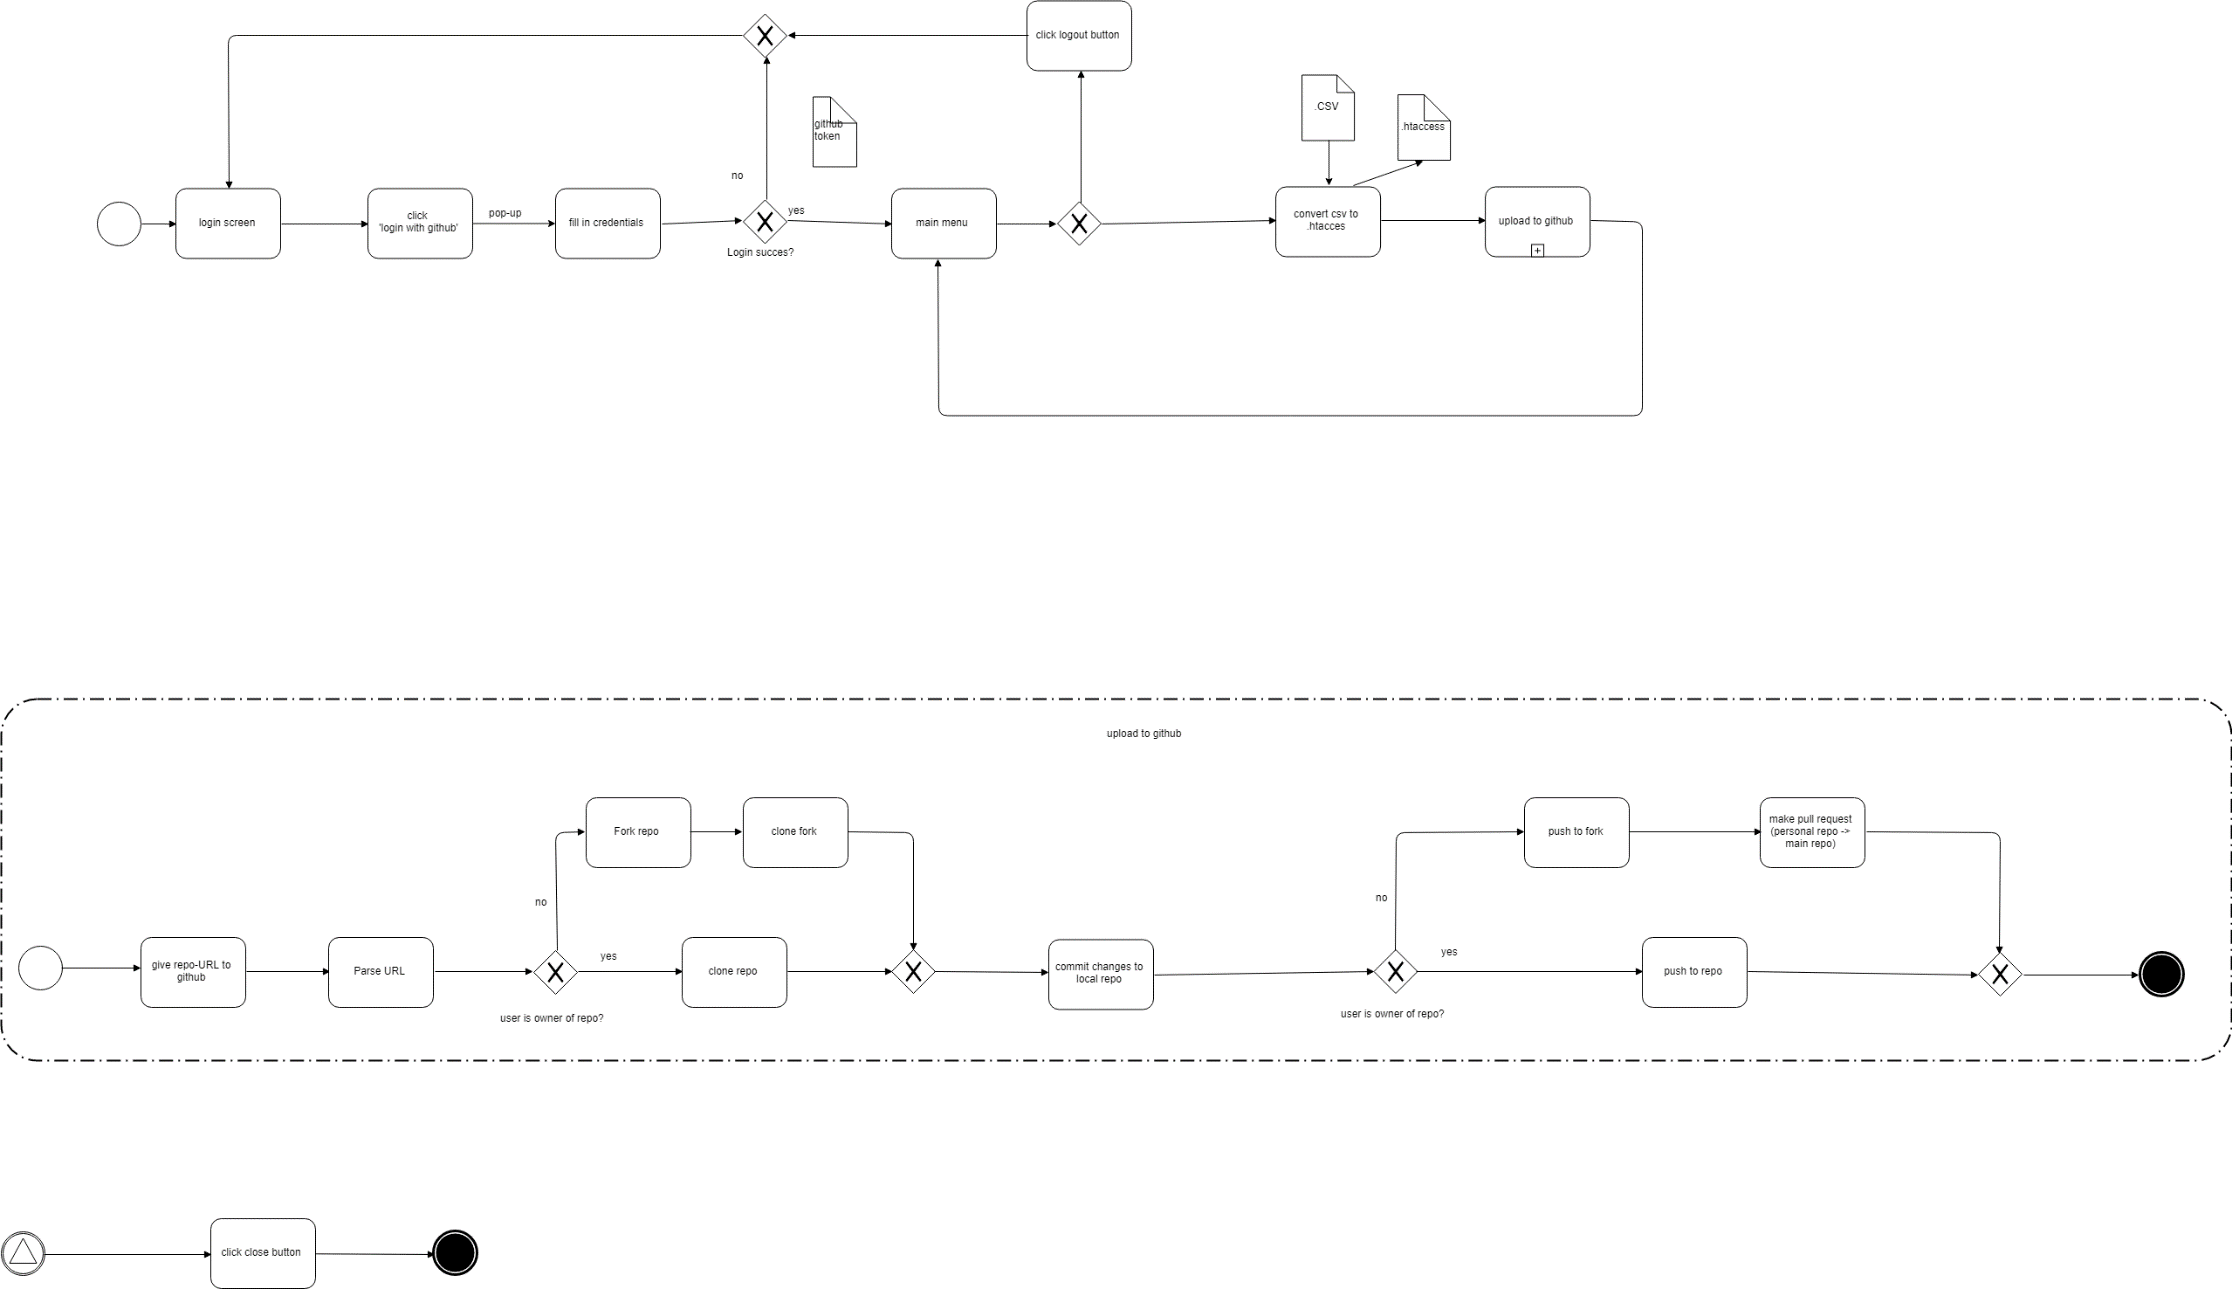 click logout button
.CSV
.htaccess
github
token
no
yes
login screen
click
'login with github'
pop-up
fill in credentials
Login succes?
main menu
convert csv to
.htacces
upload to github
+
upload to github
Fork repo
clone fork
push to fork
make pull request
(personal repo ->
main repo)
no
no
yes
yes
give repo-URL to
github
Parse URL
clone repo
commit changes to
local repo
push to repo
user is owner of repo?
user is owner of repo?
click close button